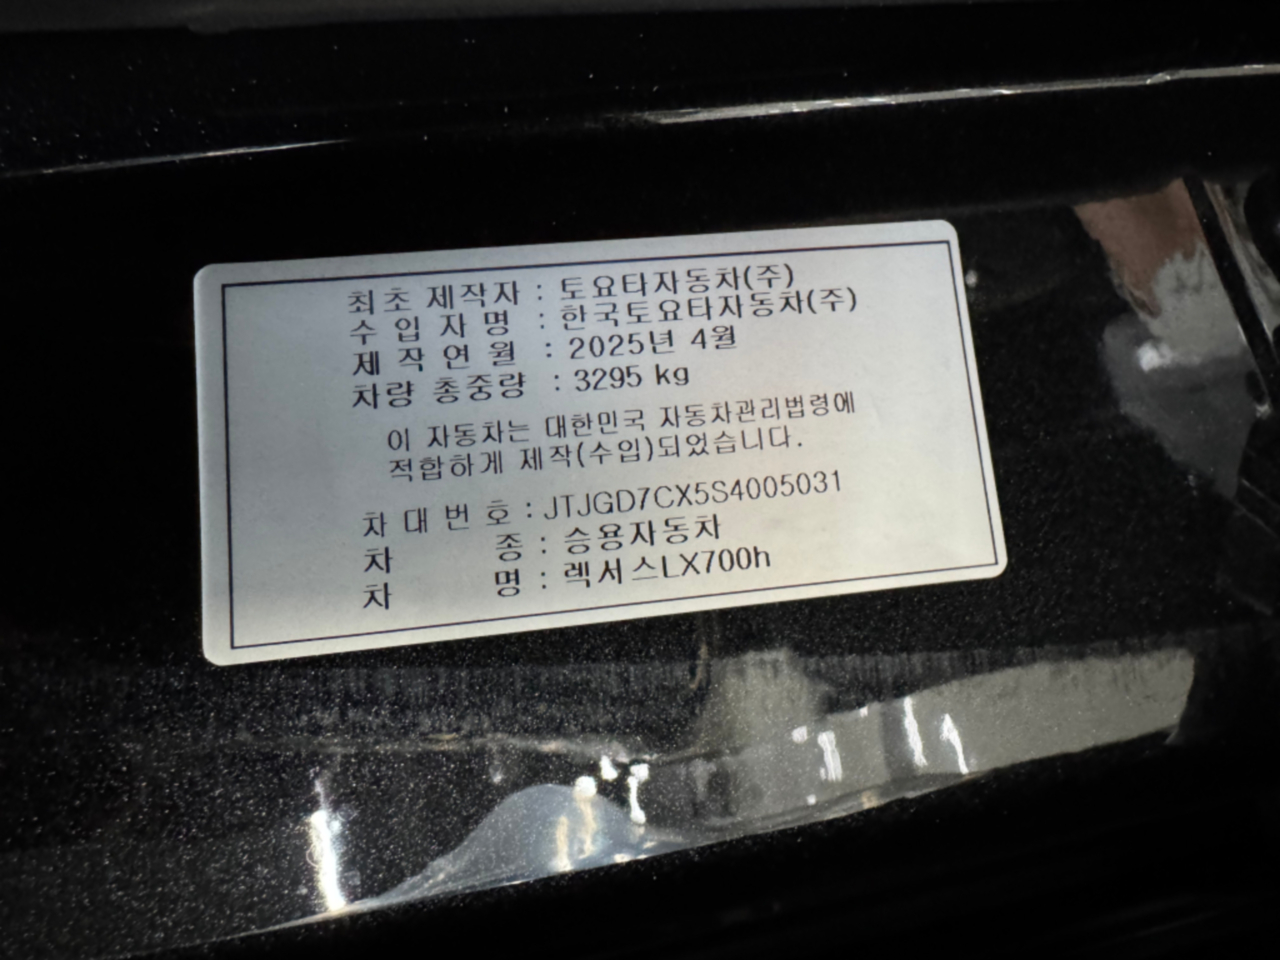 최초 제작자 : 토요타자동차(주)
수 입 자 명 : 한국토요타자동차(주)
제 작 연 월 : 2025년 4월
차량 총중량 : 3295 kg
이 자동차는 대한민국 자동차관리법령에
적합하게 제작(수입)되었습니다.
차 대 번 호 : JTJGD7CX5S4005031
차 종 : 승용자동차
차 명 : 렉서스LX700h